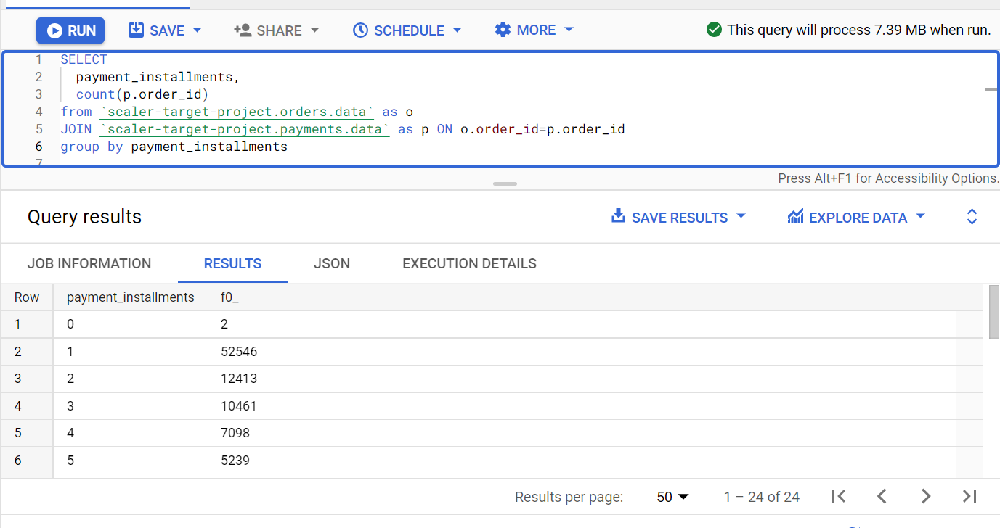 RUN SAVE SHARE SCHEDULE MORE This query will process 7.39 MB when run.
1 SELECT
2 payment_installments,
3 count(p.order_id)
4 from `scaler-target-project.orders.data` as o
5 JOIN `scaler-target-project.payments.data` as p ON o.order_id=p.order_id
6 group by payment_installments
7
Press Alt+F1 for Accessibility Options.
Query results SAVE RESULTS EXPLORE DATA
JOB INFORMATION RESULTS JSON EXECUTION DETAILS
Row payment_installments f0_
1 0 2
2 1 52546
3 2 12413
4 3 10461
5 4 7098
6 5 5239
Results per page: 50 1 – 24 of 24